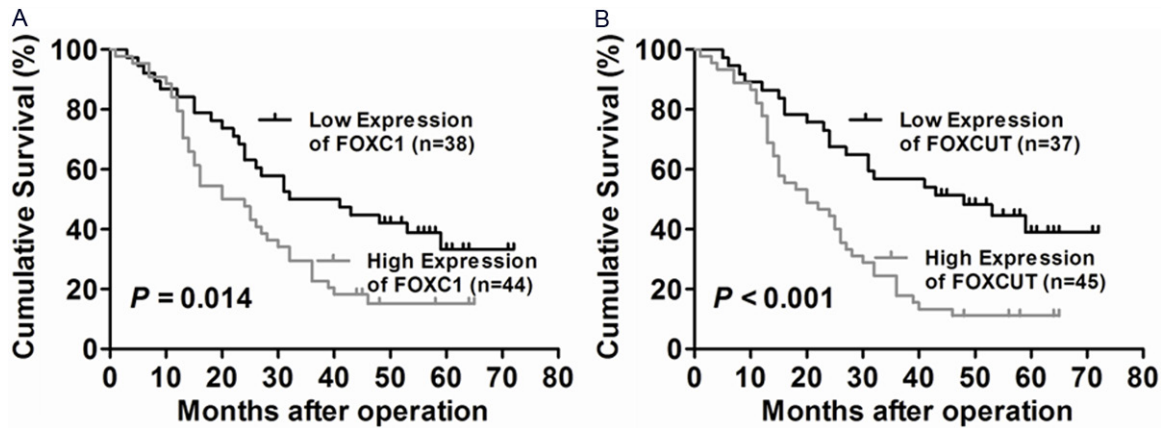 A
Cumulative Survival (%)
100
80
60
40
20
0
0 10 20 30 40 50 60 70 80
Months after operation
Low Expression
of FOXC1 (n=38)
High Expression
of FOXC1 (n=44)
P = 0.014
B
Cumulative Survival (%)
100
80
60
40
20
0
0 10 20 30 40 50 60 70 80
Months after operation
Low Expression
of FOXCUT (n=37)
High Expression
of FOXCUT (n=45)
P < 0.001